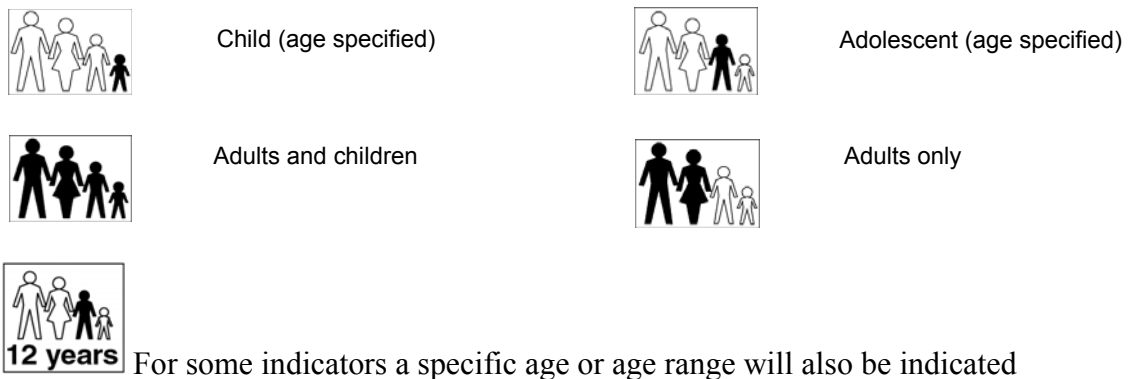 Child (age specified)
Adolescent (age specified)
Adults and children
Adults only
12 years
For some indicators a specific age or age range will also be indicated